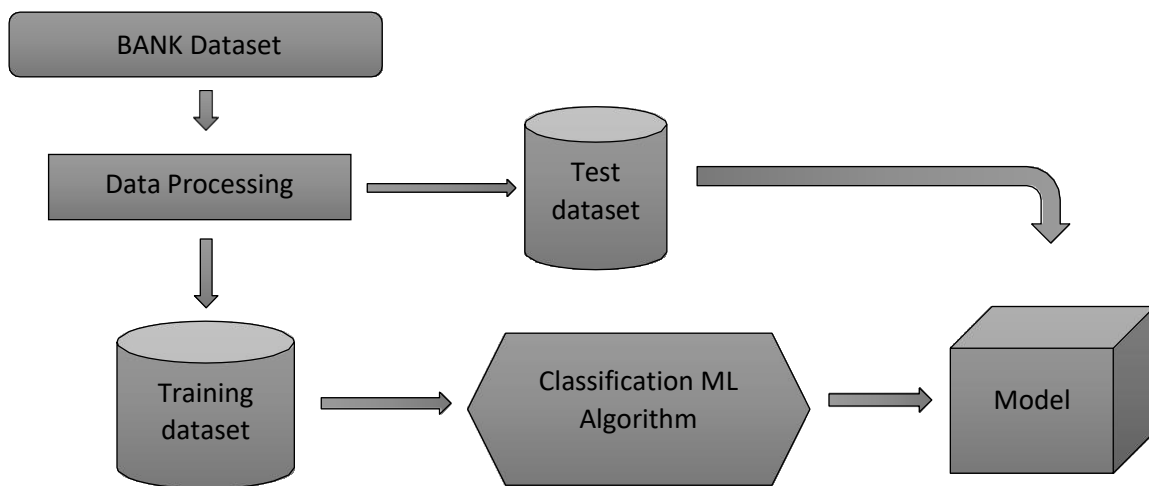 BANK Dataset
Data Processing
Test
dataset
Training
dataset
Classification ML
Algorithm
Model